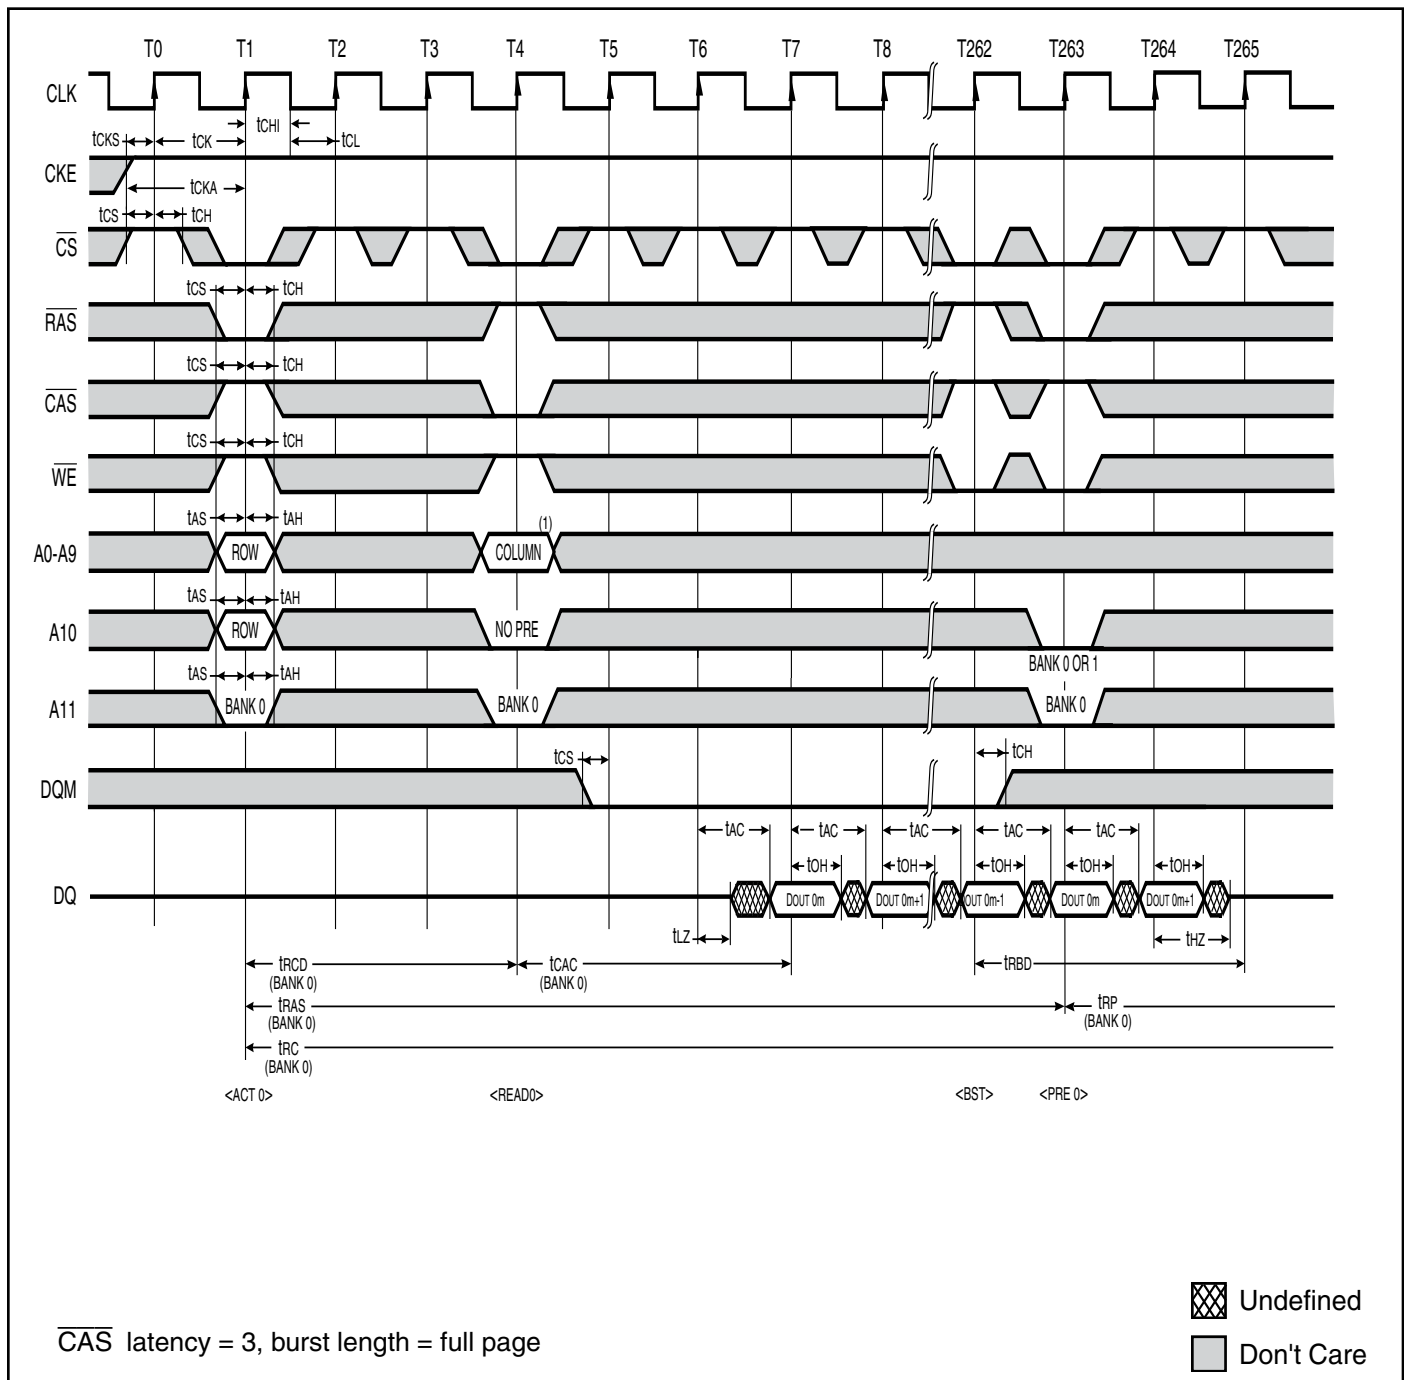 T0 T1 T2 T3 T4 T5 T6 T7 T8 T262 T263 T264 T265
CLK
tCHI
tCKS tCK tCL
CKE
tCKA
tCS tCH
CS
tCS tCH
RAS
tCS tCH
CAS
tCS tCH
WE
tAS tAH (1)
A0-A9 ROW COLUMN
tAS tAH
A10 ROW NO PRE
BANK 0 OR 1
tAS tAH
A11 BANK 0 BANK 0 BANK 0
tCS tCH
DQM
tAC tAC tAC tAC tAC
tOH tOH tOH tOH tOH
DQ DOUT 0m DOUT 0m+1 OUT 0m-1 DOUT 0m DOUT 0m+1
tLZ tHZ
tRCD tCAC tRBD
(BANK 0) (BANK 0)
tRAS tRP
(BANK 0) (BANK 0)
tRC
(BANK 0)
<ACT 0> <READ0> <BST> <PRE 0>
Undefined
CAS latency = 3, burst length = full page
Don't Care